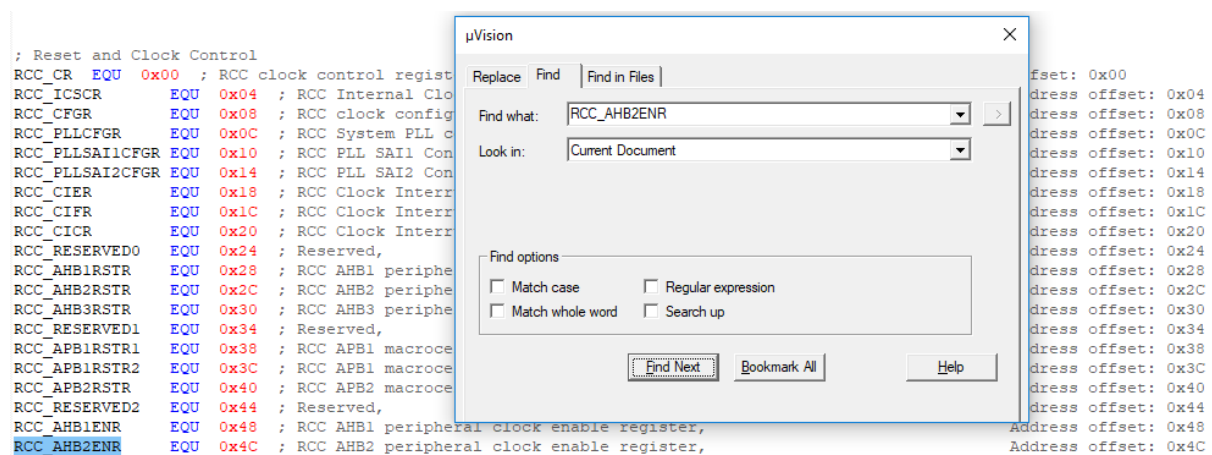 ; Reset and Clock Control
RCC_CR EQU 0x00 ; RCC clock control regist fset: 0x00
RCC_ICSCR EQU 0x04 ; RCC Internal Clo dress offset: 0x04
RCC_CFGR EQU 0x08 ; RCC clock config dress offset: 0x08
RCC_PLLCFGR EQU 0x0C ; RCC System PLL c dress offset: 0x0C
RCC_PLLSAI1CFGR EQU 0x10 ; RCC PLL SAI1 Con dress offset: 0x10
RCC_PLLSAI2CFGR EQU 0x14 ; RCC PLL SAI2 Con dress offset: 0x14
RCC_CIER EQU 0x18 ; RCC Clock Interr dress offset: 0x18
RCC_CIFR EQU 0x1C ; RCC Clock Interr dress offset: 0x1C
RCC_CICR EQU 0x20 ; RCC Clock Interr dress offset: 0x20
RCC_RESERVED0 EQU 0x24 ; Reserved, dress offset: 0x24
RCC_AHB1RSTR EQU 0x28 ; RCC AHB1 periphe dress offset: 0x28
RCC_AHB2RSTR EQU 0x2C ; RCC AHB2 periphe dress offset: 0x2C
RCC_AHB3RSTR EQU 0x30 ; RCC AHB3 periphe dress offset: 0x30
RCC_RESERVED1 EQU 0x34 ; Reserved, dress offset: 0x34
RCC_APB1RSTR1 EQU 0x38 ; RCC APB1 macroce dress offset: 0x38
RCC_APB1RSTR2 EQU 0x3C ; RCC APB1 macroce dress offset: 0x3C
RCC_APB2RSTR EQU 0x40 ; RCC APB2 macroce dress offset: 0x40
RCC_RESERVED2 EQU 0x44 ; Reserved, dress offset: 0x44
RCC_AHB1ENR EQU 0x48 ; RCC AHB1 peripheral clock enable register, Address offset: 0x48
RCC_AHB2ENR EQU 0x4C ; RCC AHB2 peripheral clock enable register, Address offset: 0x4C
µVision
Replace Find Find in Files
Find what: RCC_AHB2ENR >
Look in: Current Document
Find options
Match case Regular expression
Match whole word Search up
Find Next Bookmark All Help